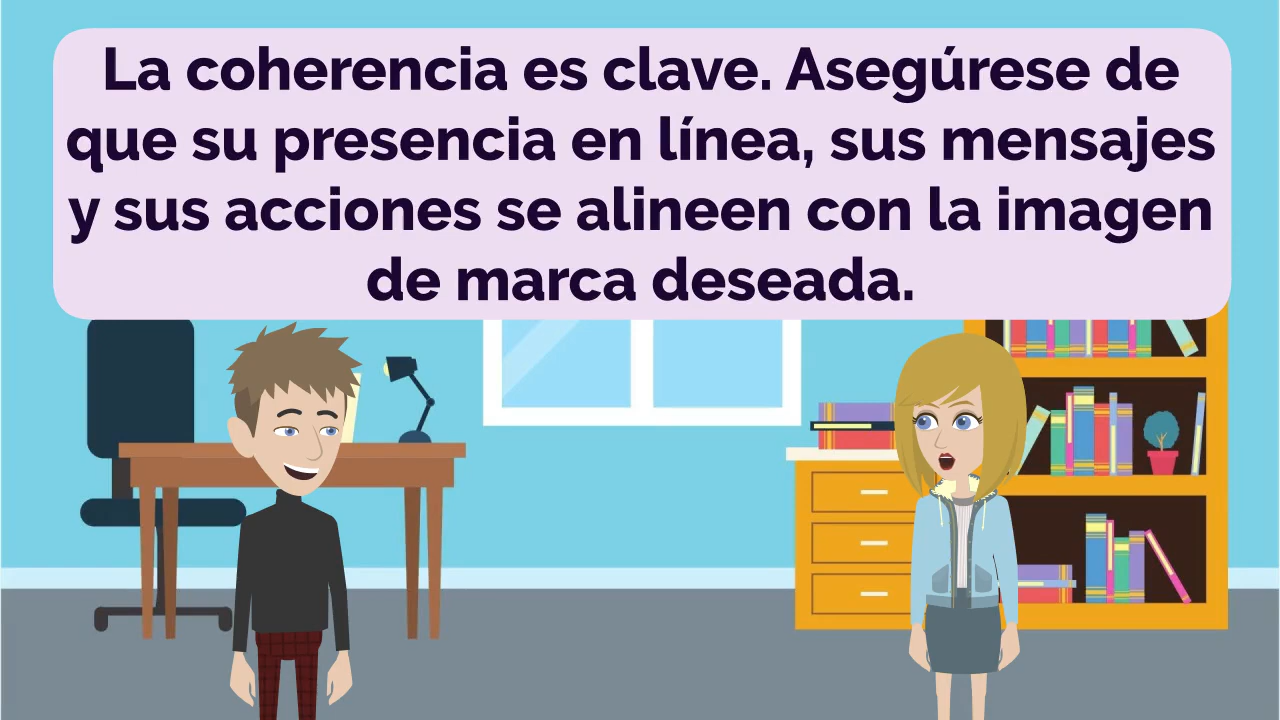 La coherencia es clave. Asegúrese de
que su presencia en línea, sus mensajes
y sus acciones se alineen con la imagen
de marca deseada.